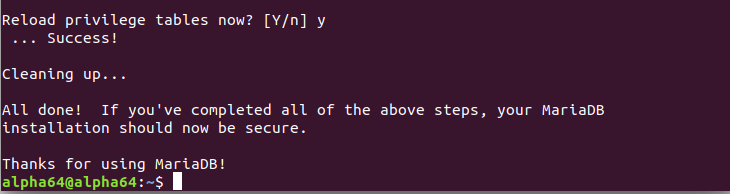 Reload privilege tables now? [Y/n] y
 ... Success!
Cleaning up...
All done!  If you've completed all of the above steps, your MariaDB
installation should now be secure.
Thanks for using MariaDB!
alpha64@alpha64:~$